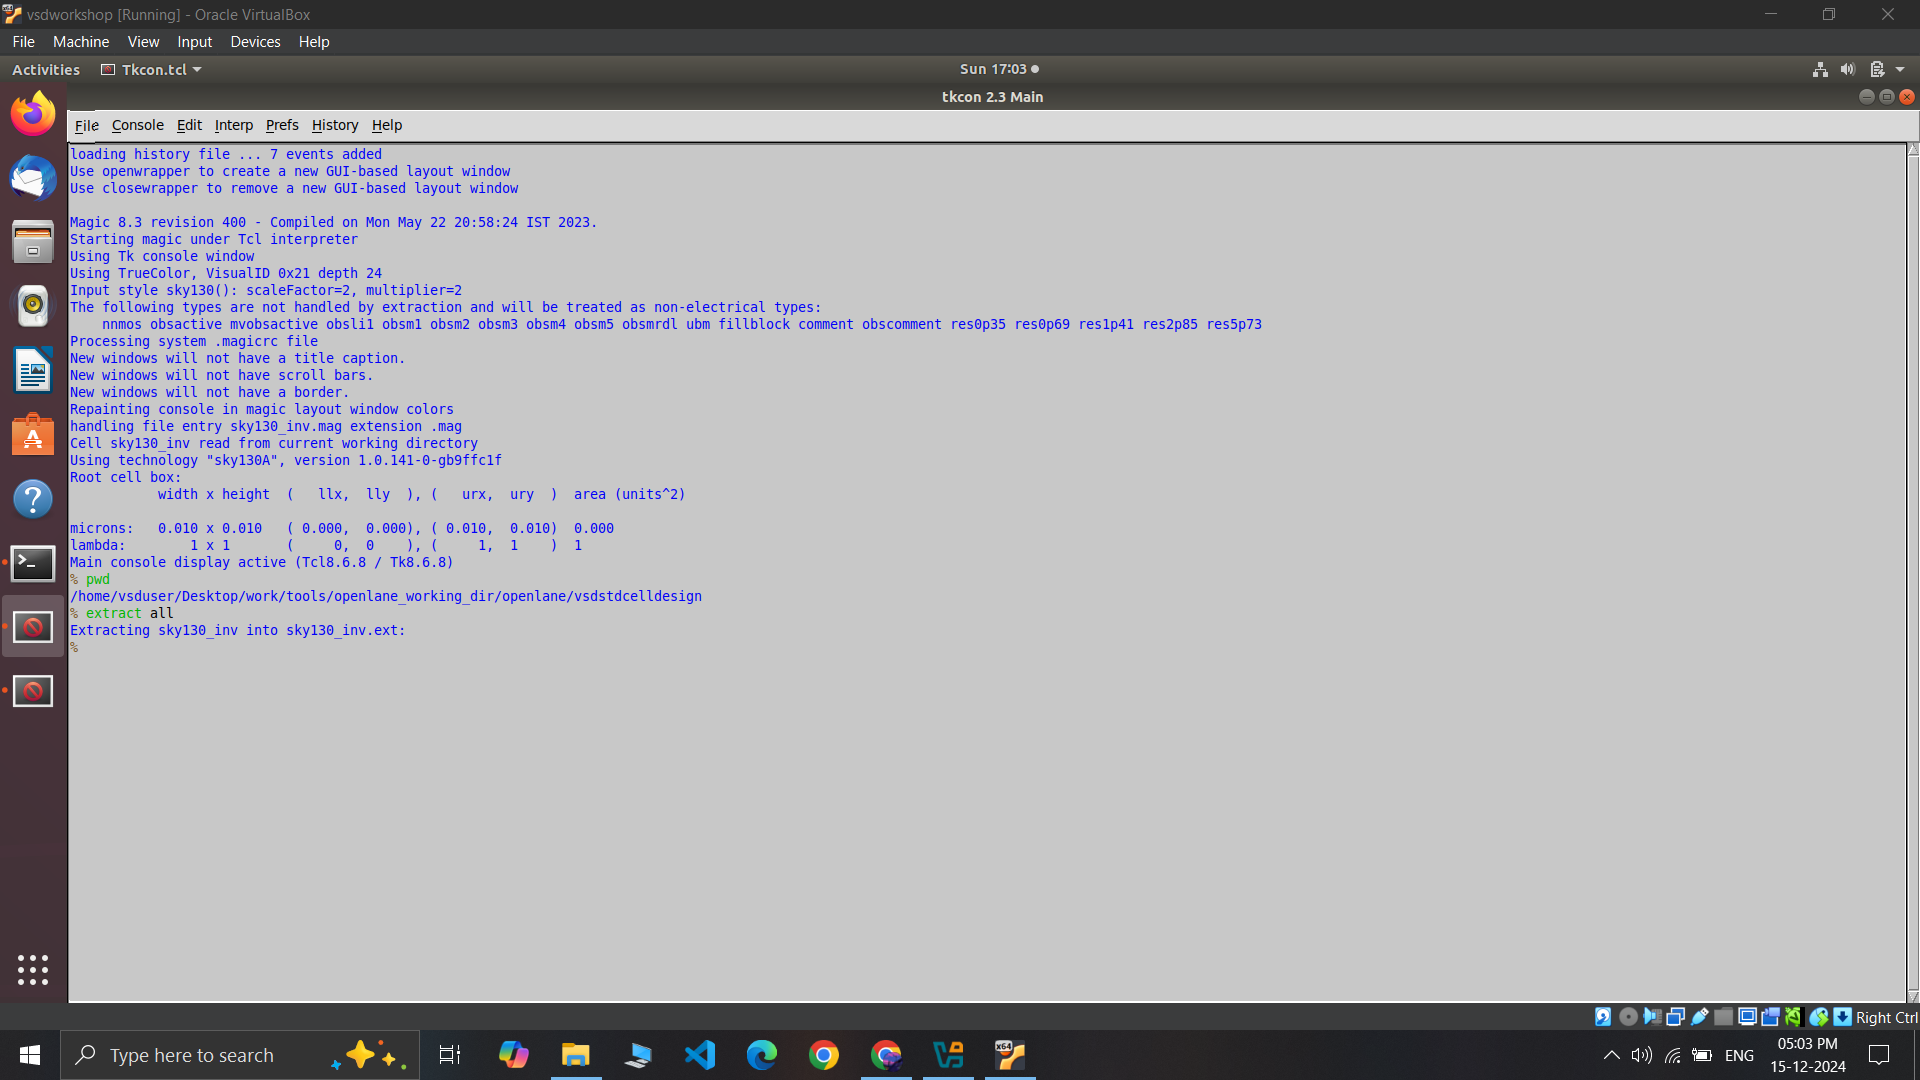 vsdworkshop [Running] - Oracle VirtualBox
File Machine View Input Devices Help
Activities Tkcon.tcl Sun 17:03
tkcon 2.3 Main
File Console Edit Interp Prefs History Help
loading history file ... 7 events added
Use openwrapper to create a new GUI-based layout window
Use closewrapper to remove a new GUI-based layout window
Magic 8.3 revision 400 - Compiled on Mon May 22 20:58:24 IST 2023.
Starting magic under Tcl interpreter
Using Tk console window
Using TrueColor, VisualID 0x21 depth 24
Input style sky130(): scaleFactor=2, multiplier=2
The following types are not handled by extraction and will be treated as non-electrical types:
nnmos obsactive mvobsactive obsli1 obsm1 obsm2 obsm3 obsm4 obsm5 obsmrdl ubm fillblock comment obscomment res0p35 res0p69 res1p41 res2p85 res5p73
Processing system .magicrc file
New windows will not have a title caption.
New windows will not have scroll bars.
New windows will not have a border.
Repainting console in magic layout window colors
handling file entry sky130_inv.mag extension .mag
Cell sky130_inv read from current working directory
Using technology "sky130A", version 1.0.141-0-gb9ffc1f
Root cell box:
width x height ( llx, lly ), ( urx, ury ) area (units^2)
microns: 0.010 x 0.010 ( 0.000, 0.000), ( 0.010, 0.010) 0.000
lambda: 1 x 1 ( 0, 0 ), ( 1, 1 ) 1
Main console display active (Tcl8.6.8 / Tk8.6.8)
% pwd
/home/vsduser/Desktop/work/tools/openlane_working_dir/openlane/vsdstdcelldesign
% extract all
Extracting sky130_inv into sky130_inv.ext:
%
Right Ctrl
Type here to search
x64
ENG
05:03 PM
15-12-2024